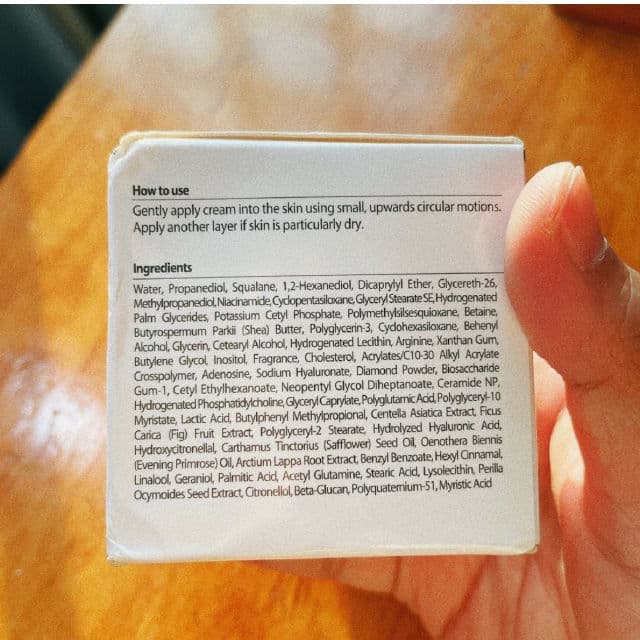 How to use
Gently apply cream into the skin using small, upwards circular motions.
Apply another layer if skin is particularly dry.
Ingredients
Water, Propanediol, Squalane, 1,2-Hexanediol, Dicaprylyl Ether, Glycereth-26,
Methylpropanediol, Niacinamide, Cyclopentasiloxane, Glyceryl Stearate SE, Hydrogenated
Palm Glycerides, Potassium Cetyl Phosphate, Polymethylsilsesquioxane, Betaine,
Butyrospermum Parkii (Shea) Butter, Polyglycerin-3, Cyclohexasiloxane, Behenyl
Alcohol, Glycerin, Cetearyl Alcohol, Hydrogenated Lecithin, Arginine, Xanthan Gum,
Butylene Glycol, Inositol, Fragrance, Cholesterol, Acrylates/C10-30 Alkyl Acrylate
Crosspolymer, Adenosine, Sodium Hyaluronate, Diamond Powder, Biosaccharide
Gum-1, Cetyl Ethylhexanoate, Neopentyl Glycol Diheptanoate, Ceramide NP,
Hydrogenated Phosphatidylcholine, Glyceryl Caprylate, Polyglutamic Acid, Polyglyceryl-10
Myristate, Lactic Acid, Butylphenyl Methylpropional, Centella Asiatica Extract, Ficus
Carica (Fig) Fruit Extract, Polyglyceryl-2 Stearate, Hydrolyzed Hyaluronic Acid,
Hydroxycitronellal, Carthamus Tinctorius (Safflower) Seed Oil, Oenothera Biennis
(Evening Primrose) Oil, Arctium Lappa Root Extract, Benzyl Benzoate, Hexyl Cinnamal,
Linalool, Geraniol, Palmitic Acid, Acetyl Glutamine, Stearic Acid, Lysolecithin, Perilla
Ocymoides Seed Extract, Citronellol, Beta-Glucan, Polyquaternium-51, Myristic Acid